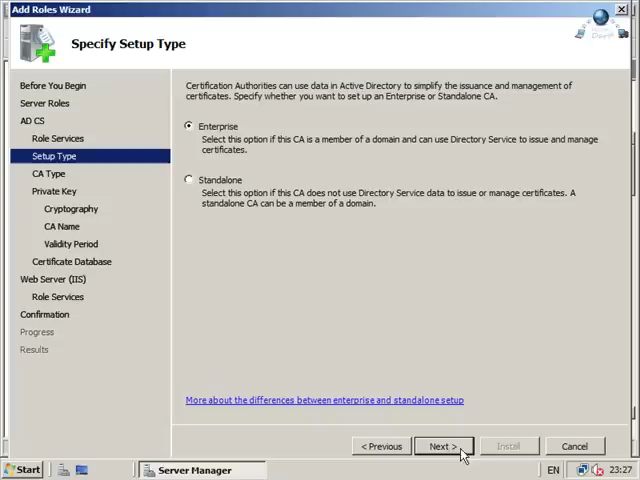 Add Roles Wizard
Specify Setup Type
Before You Begin
Server Roles
AD CS
Role Services
Setup Type
CA Type
Private Key
Cryptography
CA Name
Validity Period
Certificate Database
Web Server (IIS)
Role Services
Confirmation
Progress
Results
Certification Authorities can use data in Active Directory to simplify the issuance and management of
certificates. Specify whether you want to set up an Enterprise or Standalone CA.
Enterprise
Select this option if this CA is a member of a domain and can use Directory Service to issue and manage
certificates.
Standalone
Select this option if this CA does not use Directory Service data to issue or manage certificates. A
standalone CA can be a member of a domain.
More about the differences between enterprise and standalone setup
< Previous
Next >
Install
Cancel
Start
Server Manager
EN
23:27